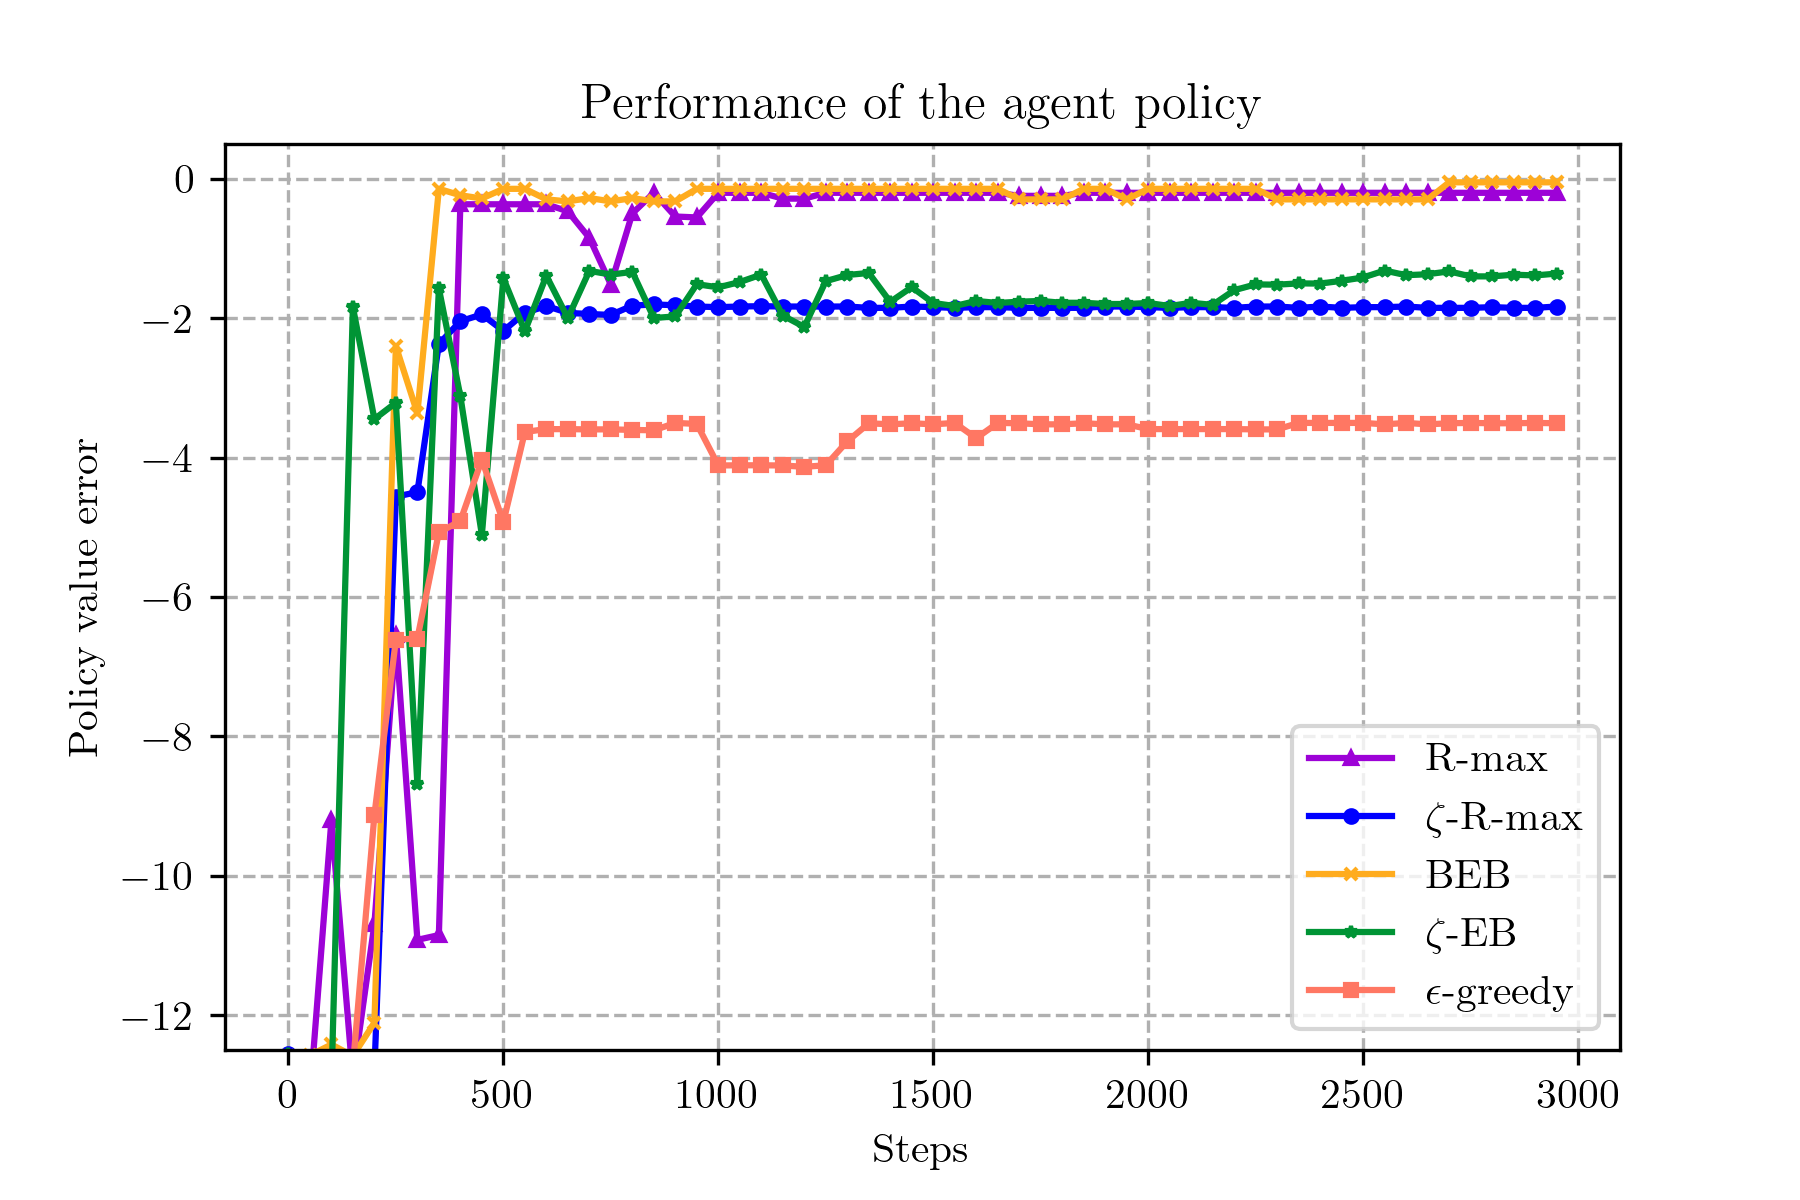 Performance of the agent policy
0
−2
−4
−6
−8
−10
−12
Policy value error
0 500 1000 1500 2000 2500 3000
Steps
R-max
ζ-R-max
BEB
ζ-EB
ϵ-greedy